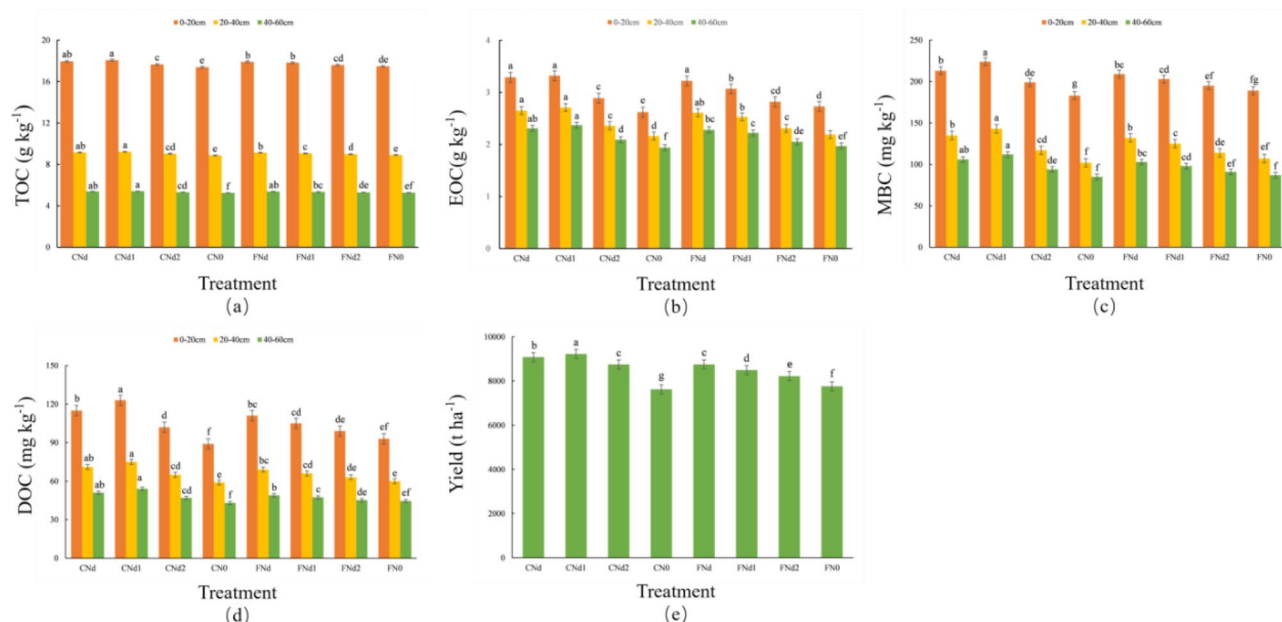 0-20cm 20-40cm 40-60cm
TOC (g kg-1)
20
16
12
8
4
0
ab a c e b b cd de
ab a cd e ab c d e
ab a cd f ab bc de ef
CNd CNd1 CNd2 CN0 FNd FNd1 FNd2 FN0
Treatment
(a)
0-20cm 20-40cm 40-60cm
EOC(g kg-1)
4
3
2
1
0
a a c e a b c d
a a c d ab b c d
ab a d f bc c de ef
CNd CNd1 CNd2 CN0 FNd FNd1 FNd2 FN0
Treatment
(b)
0-20cm 20-40cm 40-60cm
MBC (mg kg-1)
250
200
150
100
50
0
b a de g bc cd ef fg
b a cd f b c de ef
b a cd f bc cd ef f
CNd CNd1 CNd2 CN0 FNd FNd1 FNd2 FN0
Treatment
(c)
0-20cm 20-40cm 40-60cm
DOC (mg kg-1)
150
120
90
60
30
0
b a d f bc cd de ef
ab a cd e bc cd de e
ab a cd f b c de ef
CNd CNd1 CNd2 CN0 FNd FNd1 FNd2 FN0
Treatment
(d)
Yield (t ha-1)
10000
8000
6000
4000
2000
0
b a c g c d e f
CNd CNd1 CNd2 CN0 FNd FNd1 FNd2 FN0
Treatment
(e)